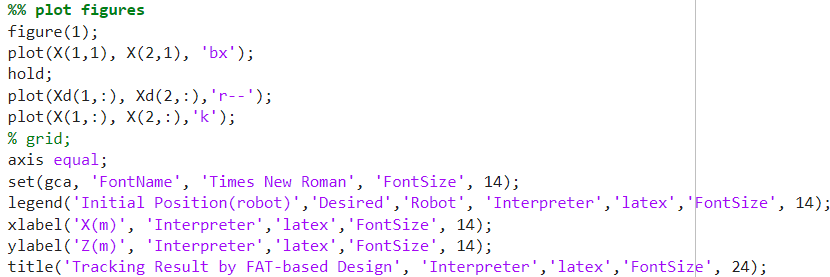 %% plot figures
figure(1);
plot(X(1,1), X(2,1), 'bx');
hold;
plot(Xd(1,:), Xd(2,:),'r--');
plot(X(1,:), X(2,:),'k');
% grid;
axis equal;
set(gca, 'FontName', 'Times New Roman', 'FontSize', 14);
legend('Initial Position(robot)','Desired','Robot', 'Interpreter','latex','FontSize', 14);
xlabel('X(m)', 'Interpreter','latex','FontSize', 14);
ylabel('Z(m)', 'Interpreter','latex','FontSize', 14);
title('Tracking Result by FAT-based Design', 'Interpreter','latex','FontSize', 24);